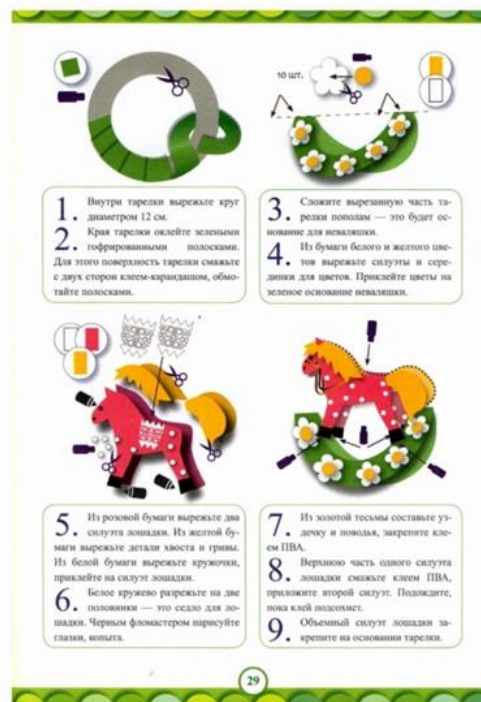 1. Внутри тарелки вырежьте круг
диаметром 12 см.
2. Края тарелки оклейте зелеными
гофрированными полосками.
Для этого поверхность тарелки смажьте
с двух сторон клеем-карандашом, обмо-
тайте полосками.
10 шт.
3. Сложите вырезанную часть та-
релки пополам — это будет ос-
нование для неваляшки.
4. Из бумаги белого и желтого цве-
тов вырежьте силуэты и сере-
динки для цветов. Приклейте цветы на
зеленое основание неваляшки.
5. Из розовой бумаги вырежьте два
силуэта лошадки. Из желтой бу-
маги вырежьте детали хвоста и гривы.
Из белой бумаги вырежьте кружочки,
приклейте на силуэт лошадки.
6. Белое кружево разрежьте на две
половинки — это седло для ло-
шадки. Черным фломастером нарисуйте
глазки, копыта.
7. Из золотой тесьмы составьте уз-
дечку и поводья, закрепите кле-
ем ПВА.
8. Верхнюю часть одного силуэта
лошадки смажьте клеем ПВА,
приложите второй силуэт. Подождите,
пока клей подсохнет.
9. Объемный силуэт лошадки за-
крепите на основании тарелки.
29